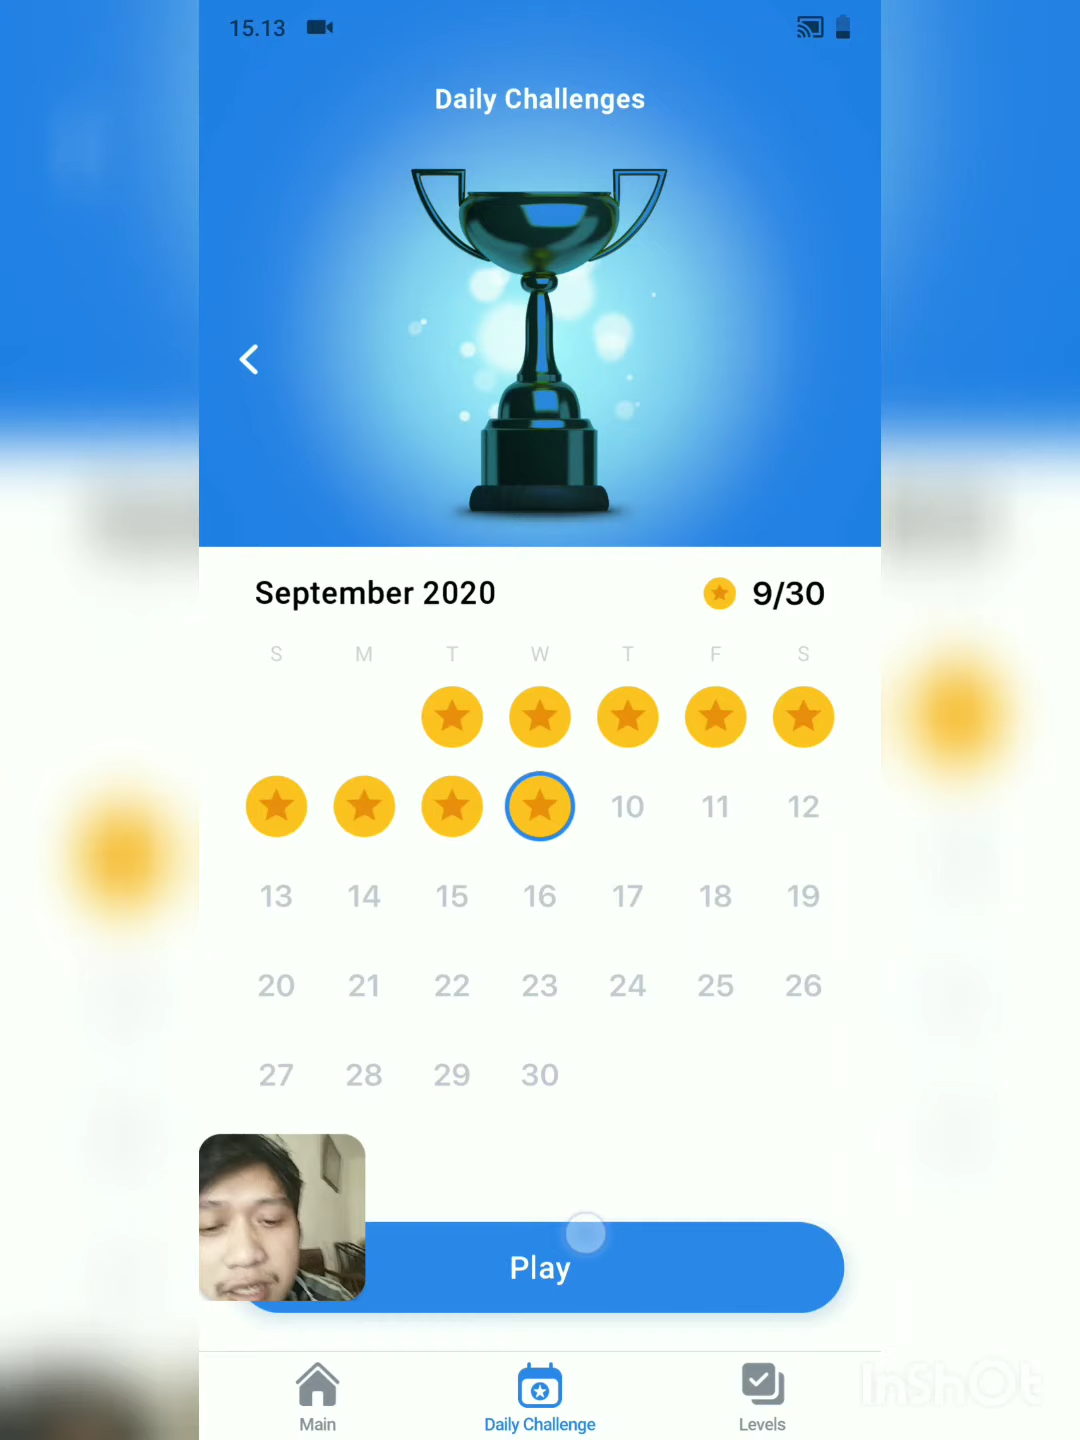 15.13
Daily Challenges
September 2020 9/30
S M T W T F S
10 11 12
13 14 15 16 17 18 19
20 21 22 23 24 25 26
27 28 29 30
Play
Main Daily Challenge Levels
InShOt